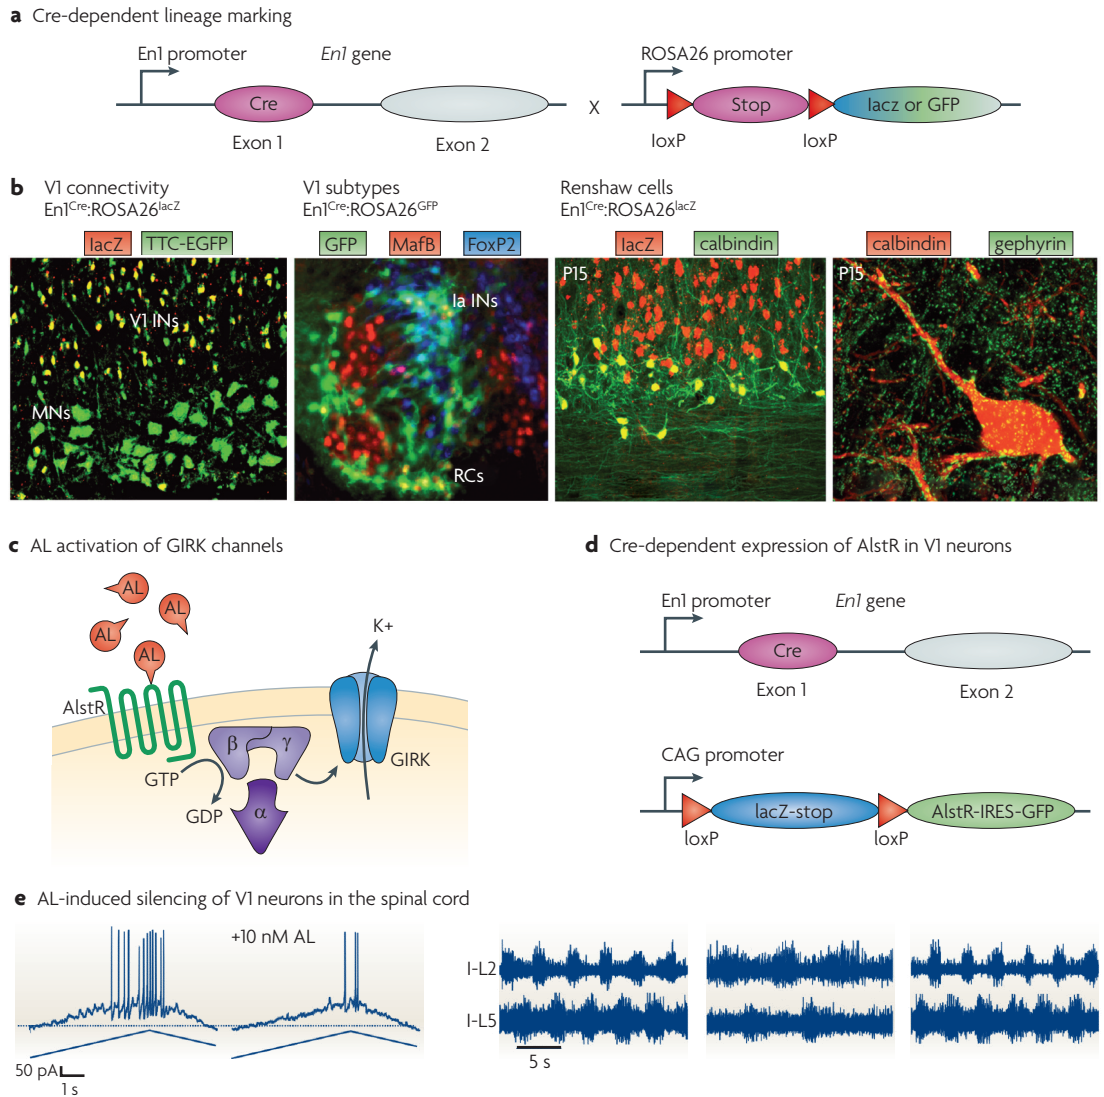 a Cre-dependent lineage marking
En1 promoter
En1 gene
ROSA26 promoter
Cre
X
Stop
lacz or GFP
Exon 1
Exon 2
loxP
loxP
b V1 connectivity
En1Cre:ROSA26lacZ
V1 subtypes
En1Cre:ROSA26GFP
Renshaw cells
En1Cre:ROSA26lacZ
lacZ TTC-EGFP
GFP MafB FoxP2
lacZ calbindin
calbindin gephyrin
V1 INs
MNs
Ia INs
RCs
P15
P15
c AL activation of GIRK channels
AL
AL
AL
AL
K+
AlstR
β γ
GIRK
GTP
GDP
α
d Cre-dependent expression of AlstR in V1 neurons
En1 promoter
En1 gene
Cre
Exon 1
Exon 2
CAG promoter
lacZ-stop
AlstR-IRES-GFP
loxP
loxP
e AL-induced silencing of V1 neurons in the spinal cord
+10 nM AL
50 pA
1 s
l-L2
l-L5
5 s